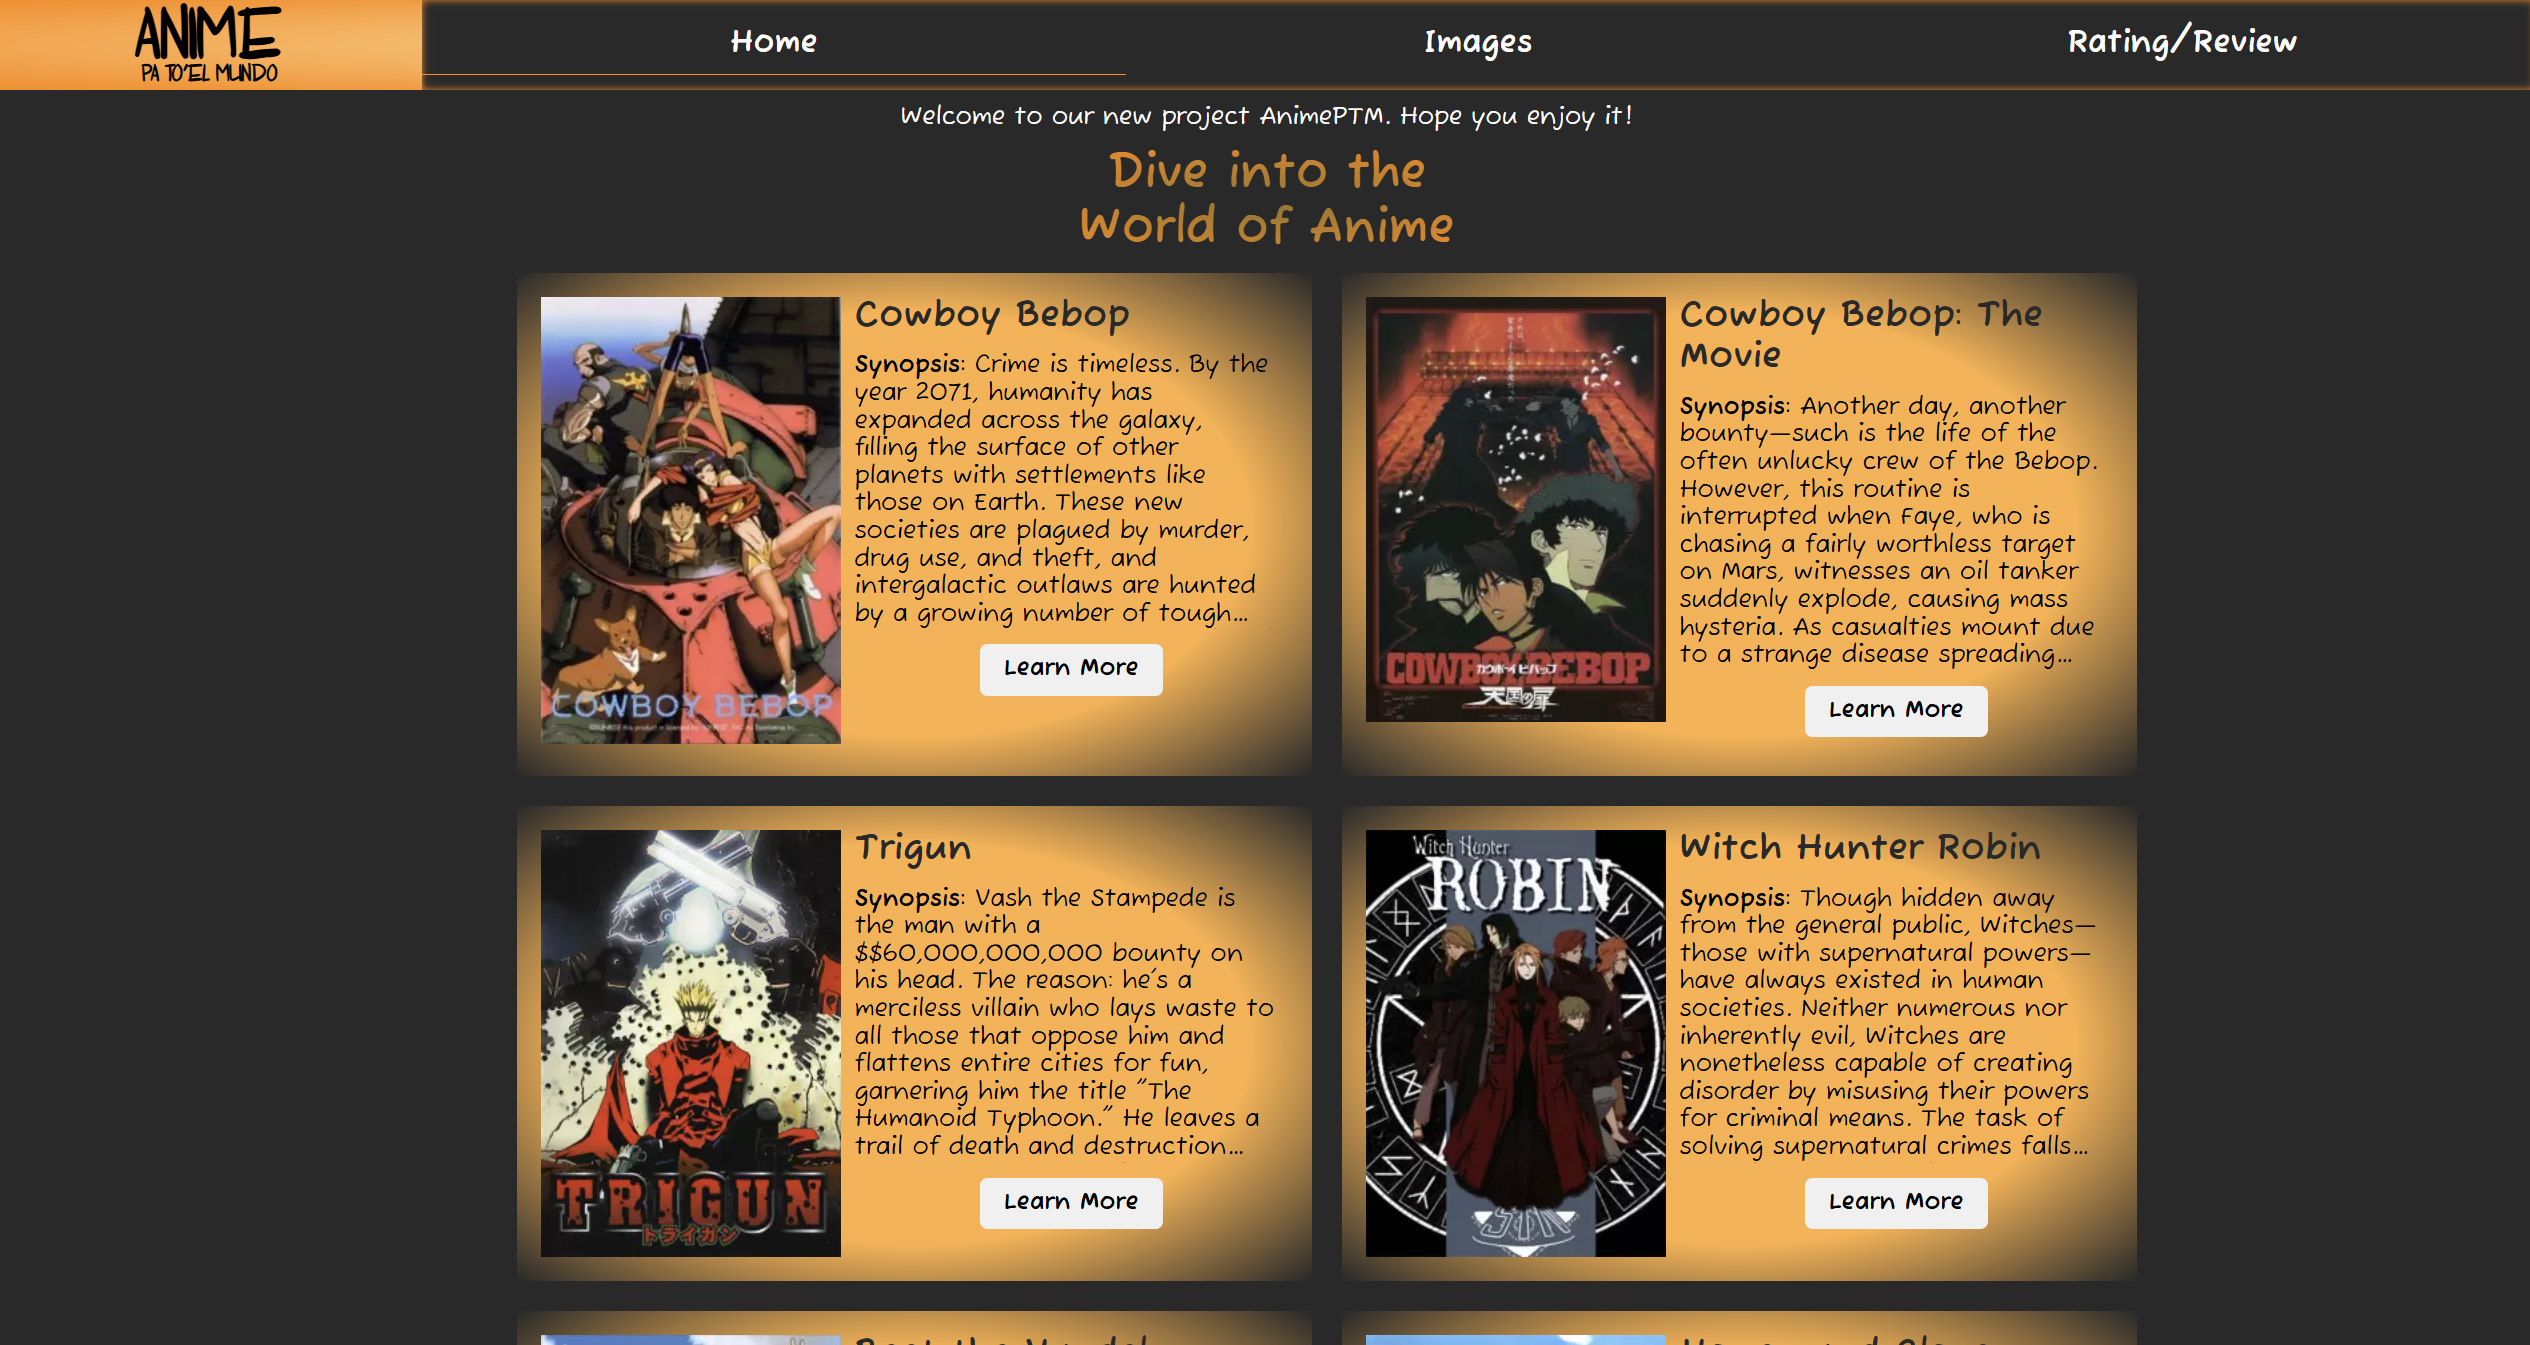 ANIME
PA TO'EL MUNDO
Home
Images
Rating/Review
Welcome to our new project AnimePTM. Hope you enjoy it!
Dive into the
World of Anime
COWBOY BEBOP
Cowboy Bebop
Synopsis: Crime is timeless. By the
year 2071, humanity has
expanded across the galaxy,
filling the surface of other
planets with settlements like
those on Earth. These new
societies are plagued by murder,
drug use, and theft, and
intergalactic outlaws are hunted
by a growing number of tough...
Learn More
COWBOY BEBOP
カウボーイビバップ
天国の扉
Cowboy Bebop: The
Movie
Synopsis: Another day, another
bounty—such is the life of the
often unlucky crew of the Bebop.
However, this routine is
interrupted when Faye, who is
chasing a fairly worthless target
on Mars, witnesses an oil tanker
suddenly explode, causing mass
hysteria. As casualties mount due
to a strange disease spreading...
Learn More
TRIGUN
トライガン
Trigun
Synopsis: Vash the Stampede is
the man with a
$$60,000,000,000 bounty on
his head. The reason: he's a
merciless villain who lays waste to
all those that oppose him and
flattens entire cities for fun,
garnering him the title "The
Humanoid Typhoon." He leaves a
trail of death and destruction...
Learn More
Witch Hunter
ROBIN
Witch Hunter Robin
Synopsis: Though hidden away
from the general public, Witches—
those with supernatural powers—
have always existed in human
societies. Neither numerous nor
inherently evil, Witches are
nonetheless capable of creating
disorder by misusing their powers
for criminal means. The task of
solving supernatural crimes falls...
Learn More